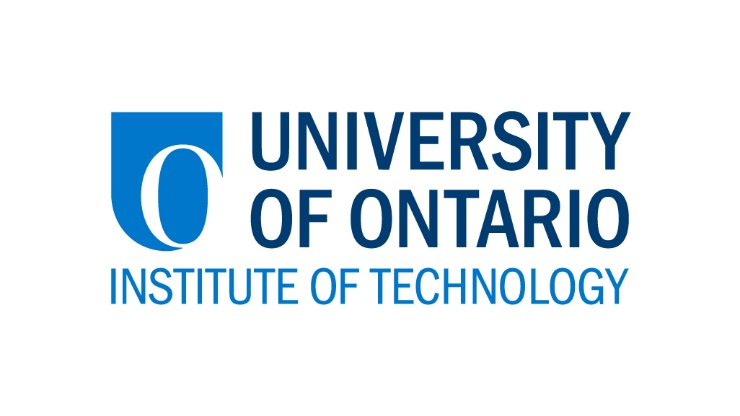 UNIVERSITY
OF ONTARIO
INSTITUTE OF TECHNOLOGY